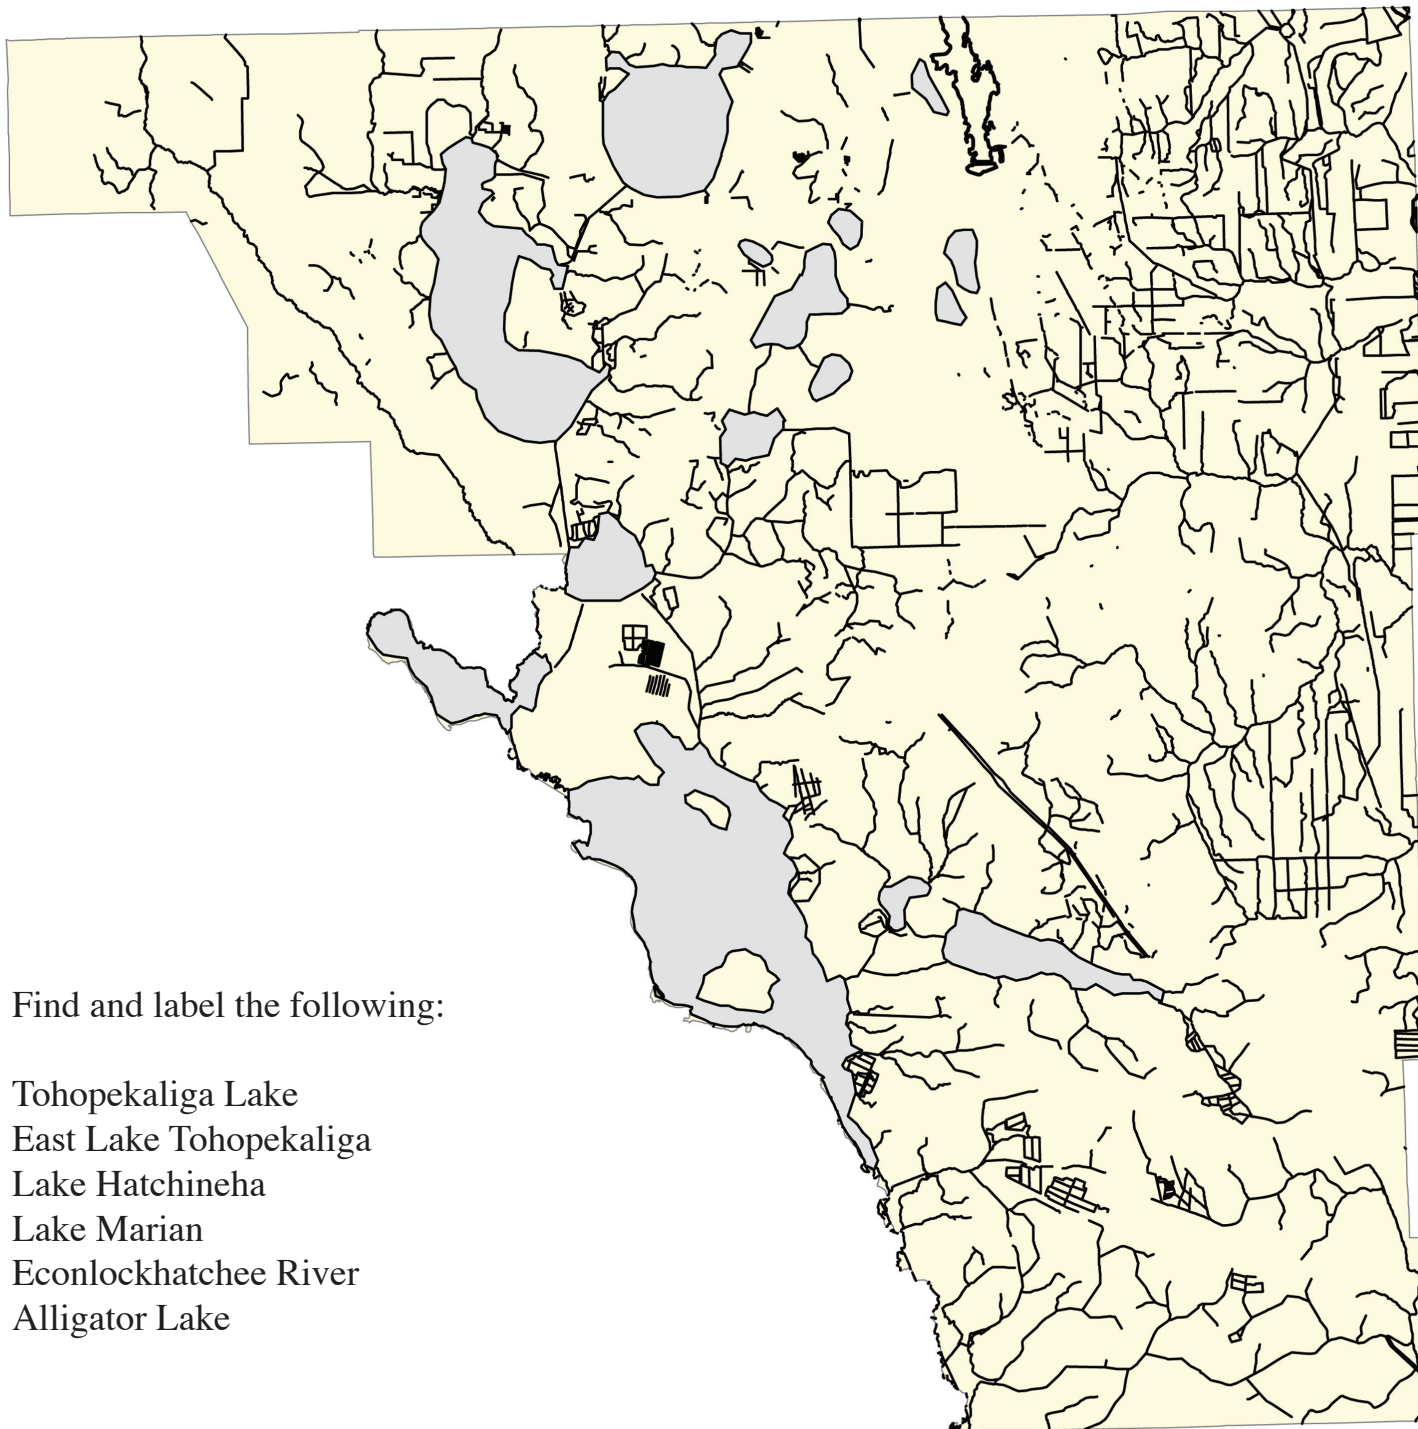 Find and label the following:
Tohopekaliga Lake
East Lake Tohopekaliga
Lake Hatchineha
Lake Marian
Econlockhatchee River
Alligator Lake